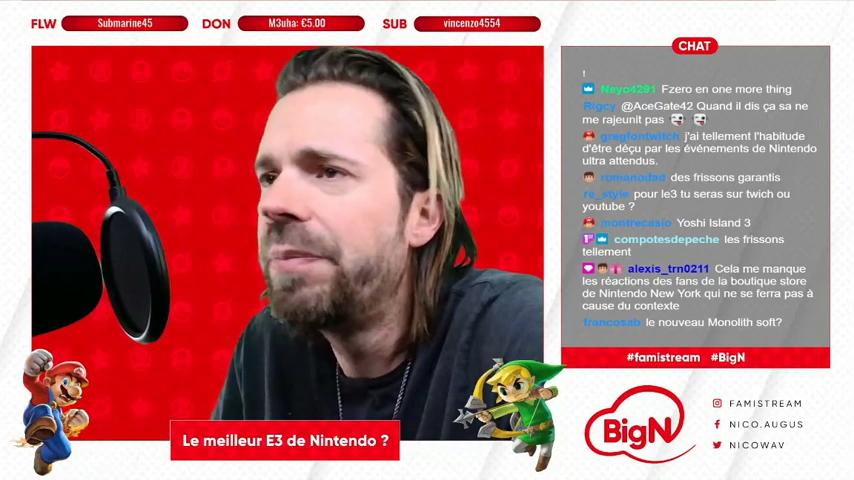 FLW Submarine45 DON M3uha: €5.00 SUB vincenzo4554
CHAT
!
Neyo4291 Fzero en one more thing
Rigcy @AceGate42 Quand il dis ça sa ne
me rajeunit pas
gregfontwitch j'ai tellement l'habitude
d'être déçu par les événements de Nintendo
ultra attendus.
romanodad des frissons garantis
re_style pour le3 tu seras sur twich ou
youtube ?
montrecasio Yoshi Island 3
compotesdepeche les frissons
tellement
alexis_trn0211 Cela me manque
les réactions des fans de la boutique store
de Nintendo New York qui ne se ferra pas à
cause du contexte
francosab le nouveau Monolith soft?
#famistream #BigN
Le meilleur E3 de Nintendo ?
BigN
FAMISTREAM
NICO.AUGUS
NICOWAV